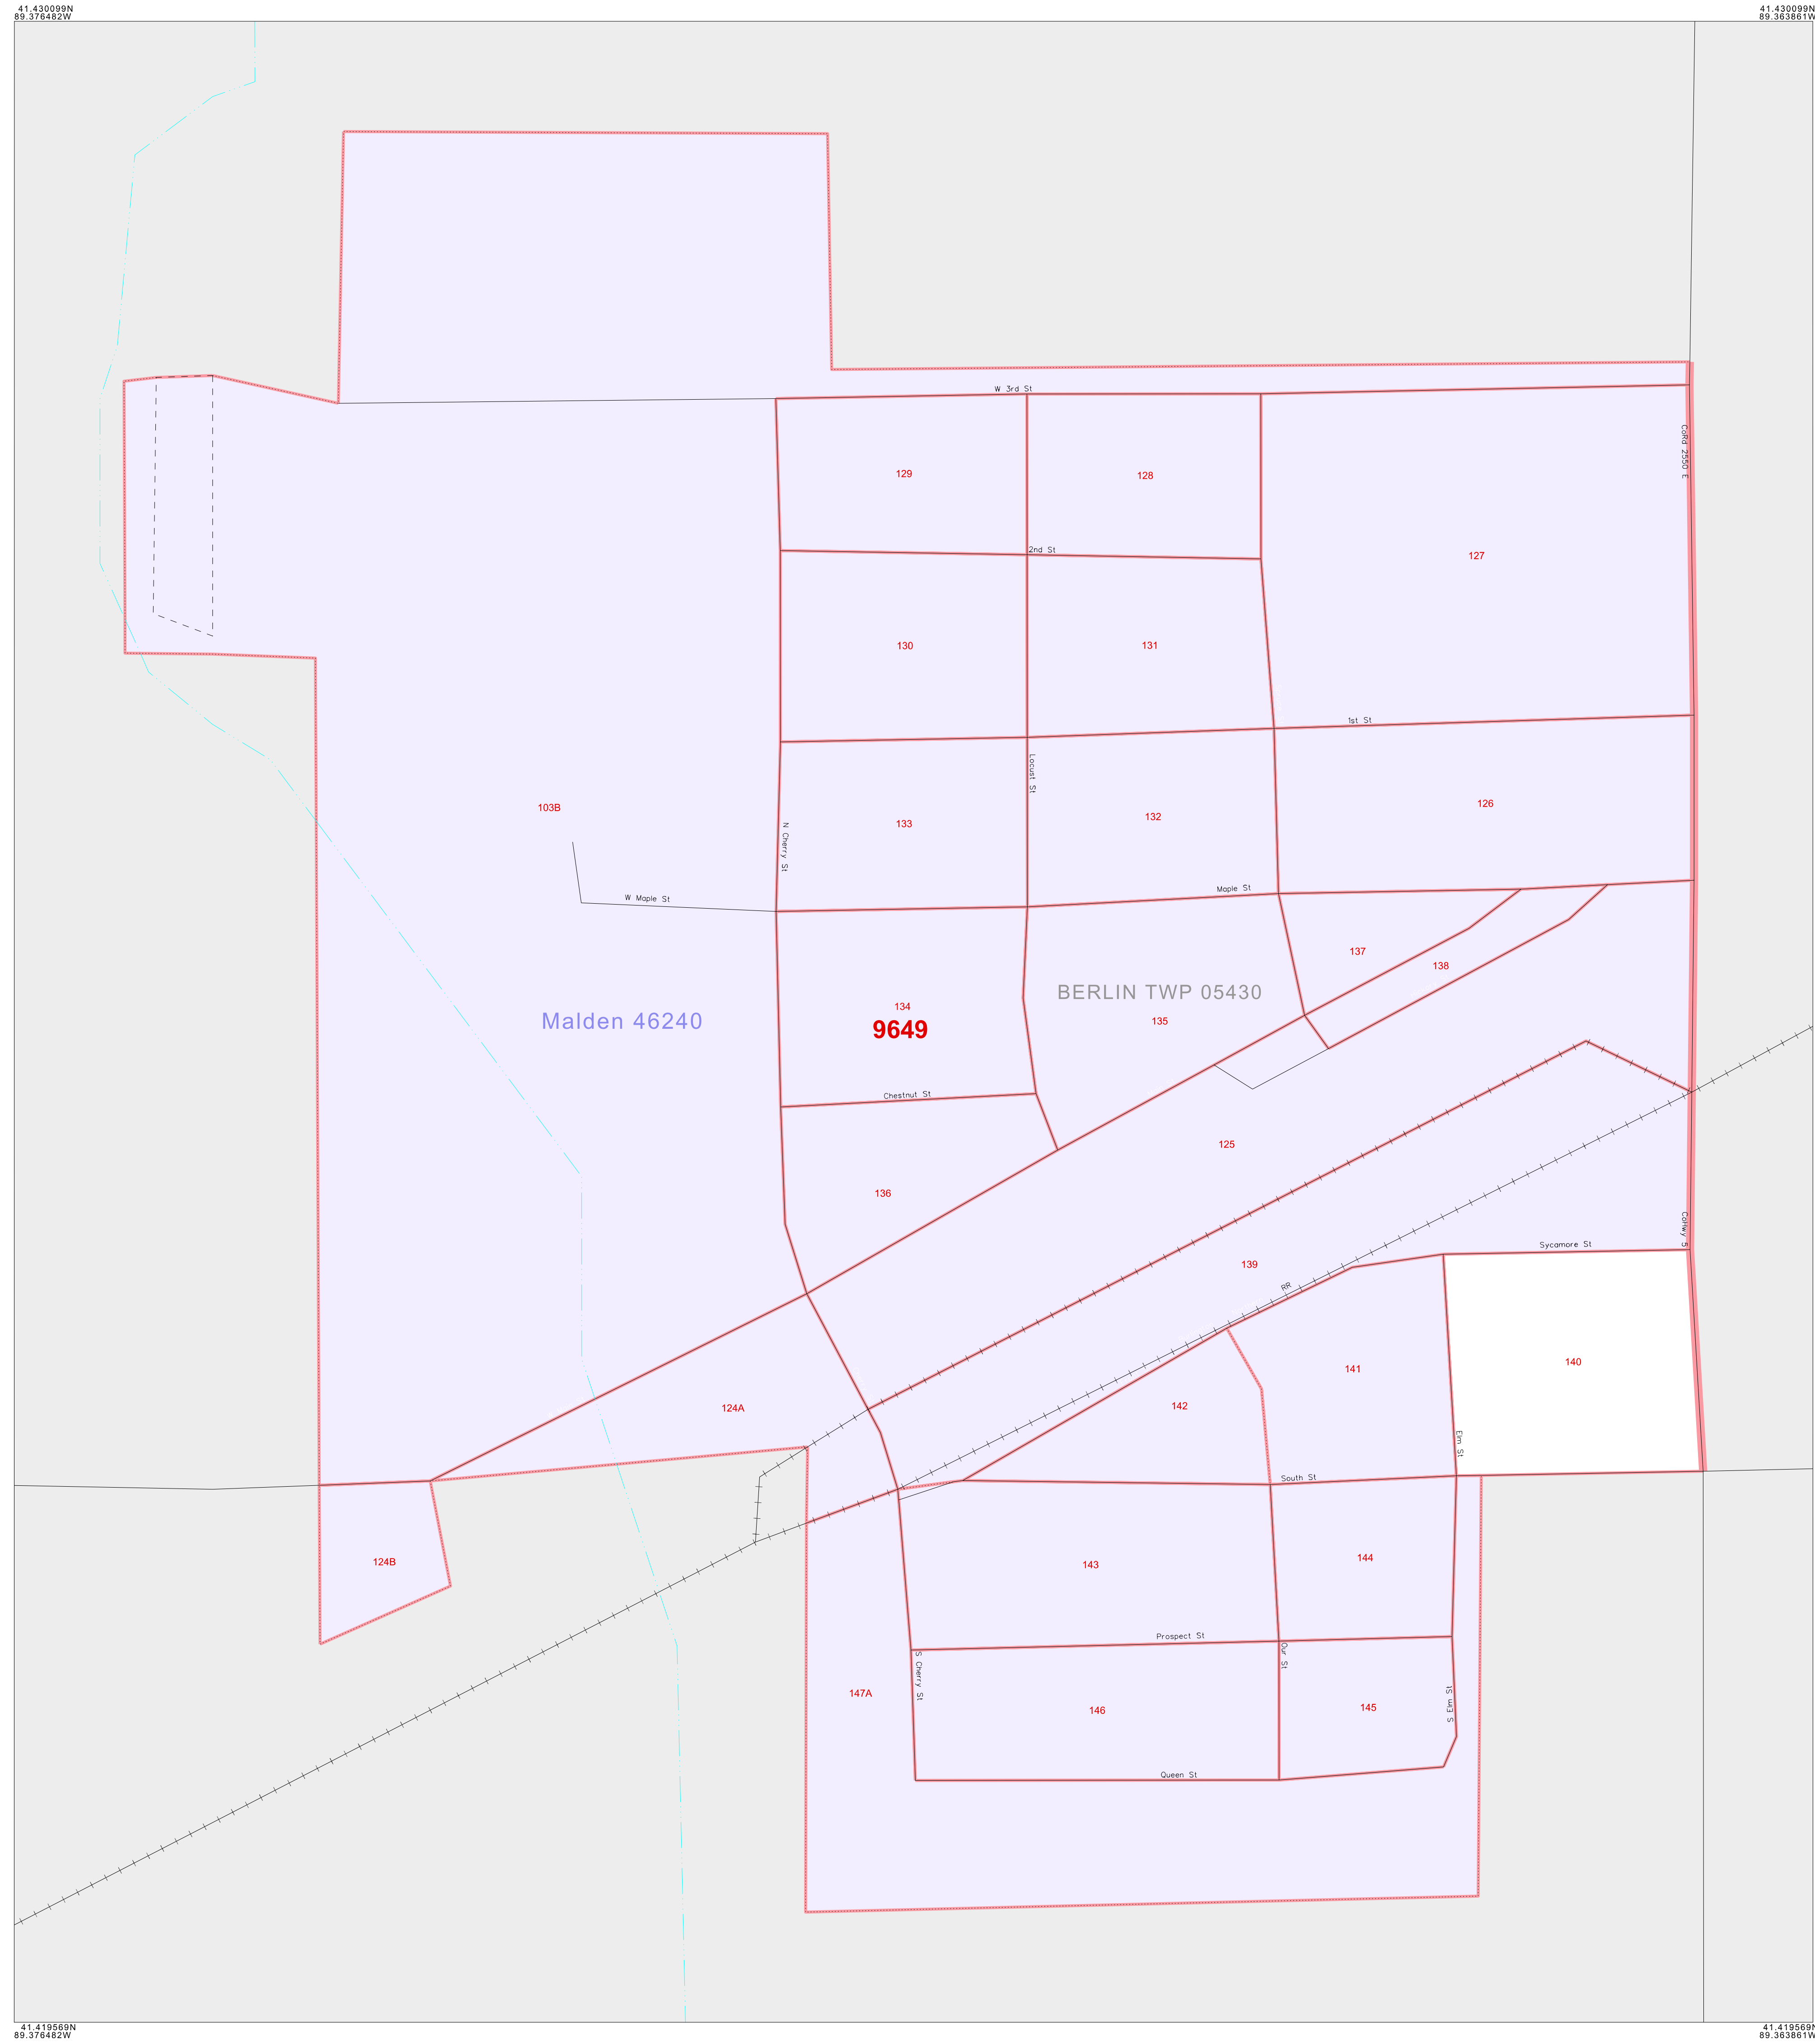 41.430099N
89.376482W
41.430099N
89.363861W
W 3rd St
CoRd 2550 E
129
128
2nd St
127
130
131
1st St
Locust St
103B
133
132
126
N Cherry St
Maple St
W Maple St
137
138
134
BERLIN TWP 05430
Malden 46240
9649
135
Chestnut St
125
136
CoHwy 5
Sycamore St
139
RR
140
141
142
124A
Elm St
South St
124B
143
144
Prospect St
Our St
S Cherry St
147A
146
145
S Elm St
Queen St
41.419569N
89.376482W
41.419569N
89.363861W